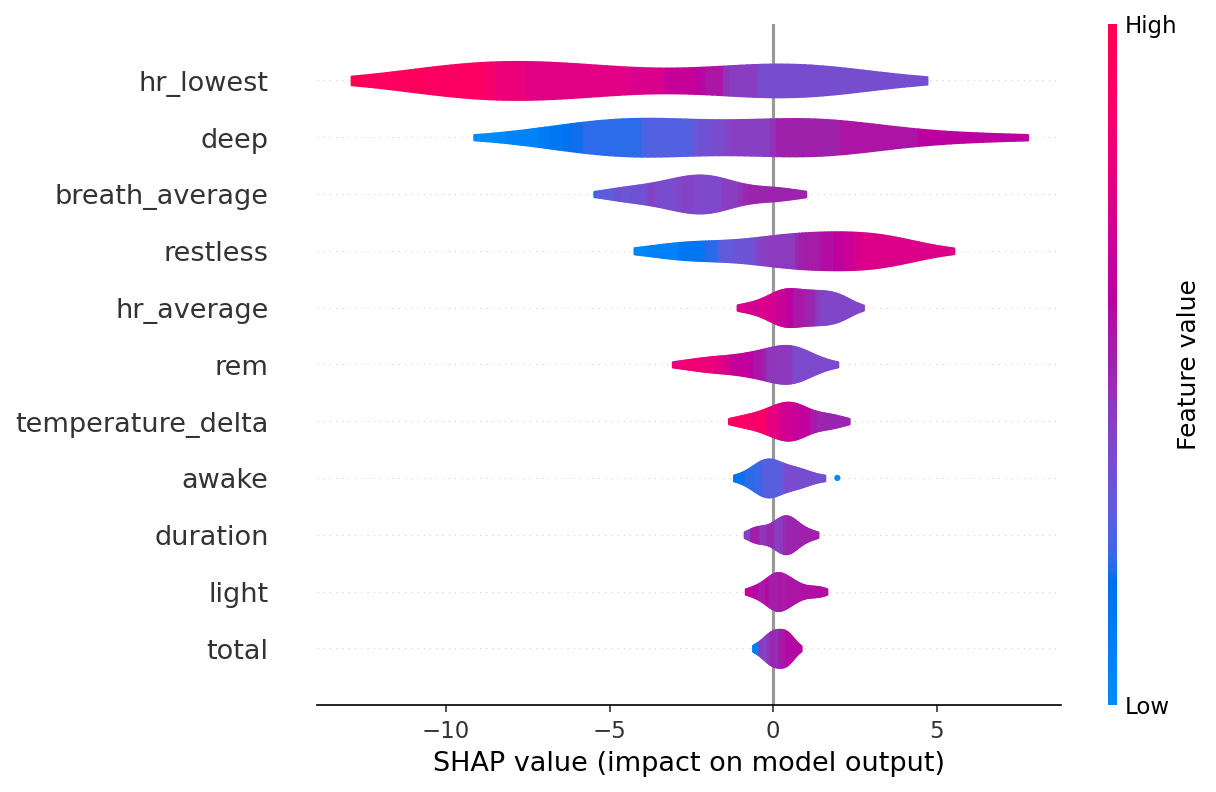 High
hr_lowest
deep
breath_average
restless
hr_average
rem
temperature_delta
awake
duration
light
total
Feature value
Low
−10
−5
0
5
SHAP value (impact on model output)